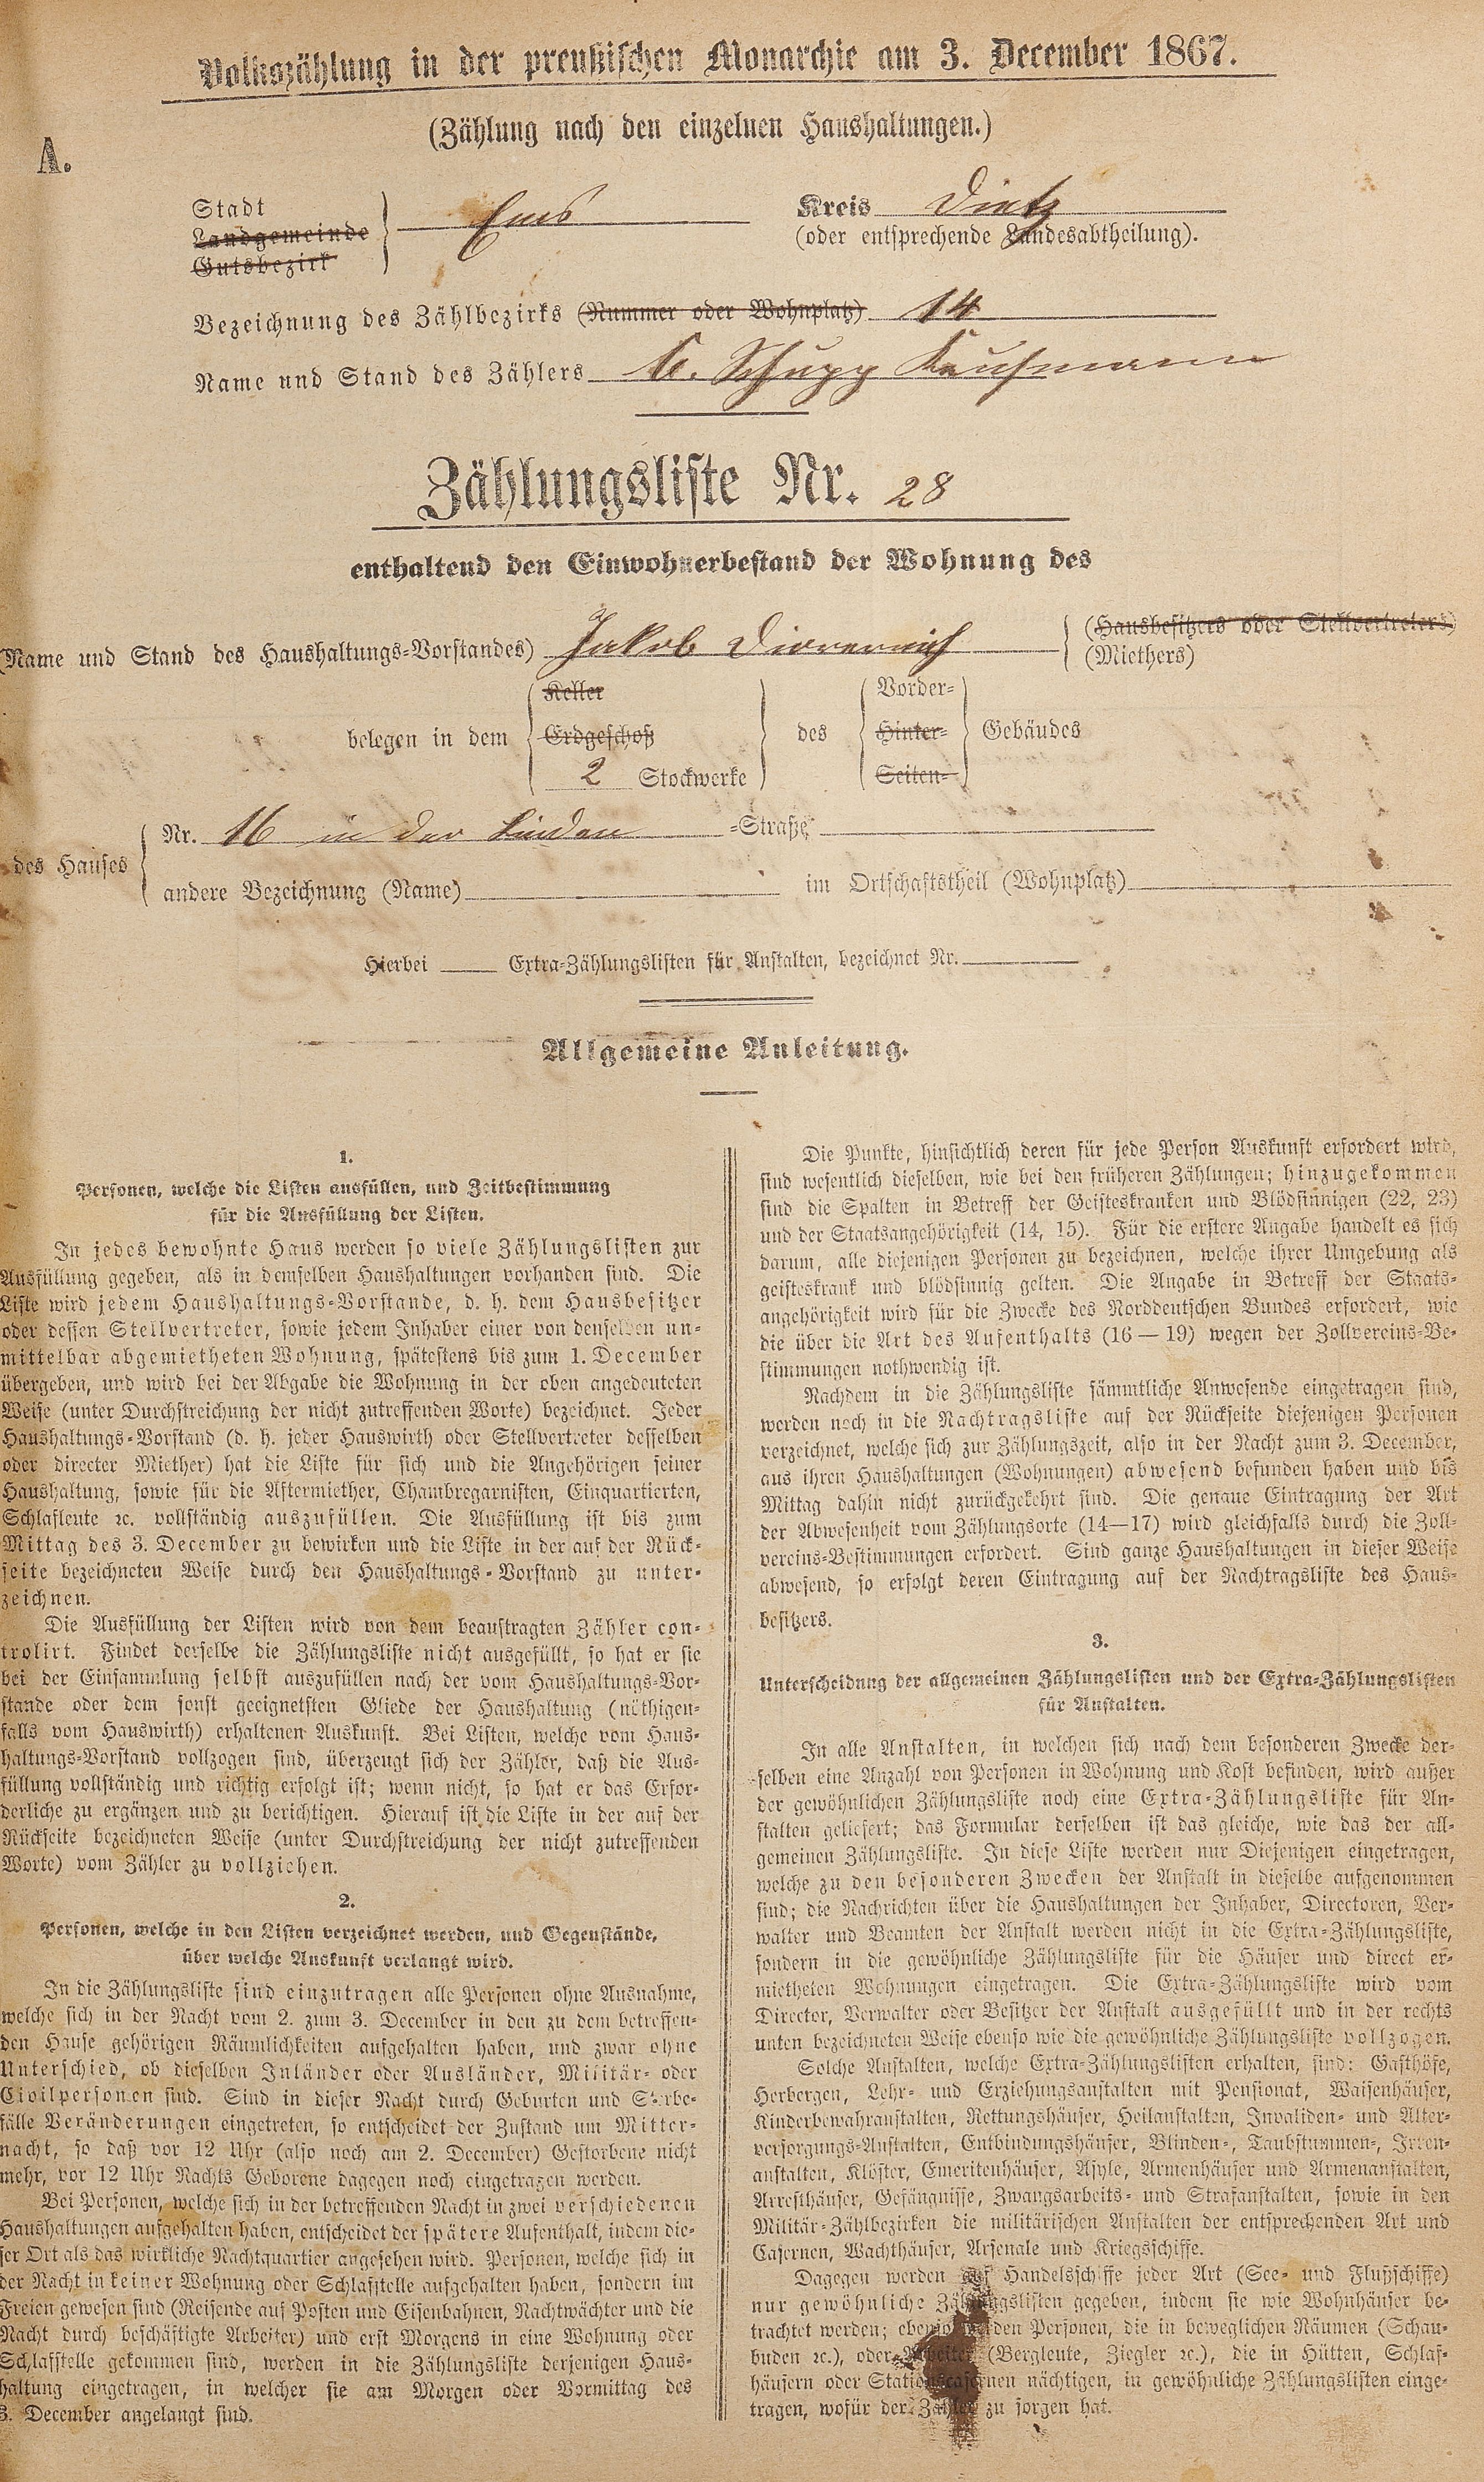 Volkszählung in der preußischen Monarchie am 3. December 1867.
(Zählung nach den einzelnen Haushaltungen.)
A.
Stadt
Landgemeinde
Gutsbezirk
Ems
Kreis Dietz
(oder entsprechende Landesabtheilung).
Bezeichnung des Zählbezirks (Nummer oder Wohnplatz) 14
Name und Stand des Zählers C. Schupp Kaufmann
Zählungsliste Nr. 28
enthaltend den Einwohnerbestand der Wohnung des
(Name und Stand des Haushaltungs-Vorstandes) Jakob
(Hausbesitzers oder Stellvertreters)
(Miethers)
belegen in dem
Keller
Erdgeschoß
2 Stockwerke
des
Vorder-
Hinter-
Seiten-
Gebäudes
des Hauses
Nr. 16 in der Linden -Straße
andere Bezeichnung (Name) im Ortschaftstheil (Wohnplatz)
Hierbei Extra-Zählungslisten für Anstalten, bezeichnet Nr.
Allgemeine Anleitung.
1.
Personen, welche die Listen ausfüllen, und Zeitbestimmung
für die Ausfüllung der Listen.
In jedes bewohnte Haus werden so viele Zählungslisten zur
Ausfüllung gegeben, als in demselben Haushaltungen vorhanden sind. Die
Liste wird jedem Haushaltungs-Vorstande, d. h. dem Hausbesitzer
oder dessen Stellvertreter, sowie jedem Inhaber einer von denselben un-
mittelbar abgemietheten Wohnung, spätestens bis zum 1. December
übergeben, und wird bei der Abgabe die Wohnung in der oben angedeuteten
Weise (unter Durchstreichung der nicht zutreffenden Worte) bezeichnet. Jeder
Haushaltungs-Vorstand (d. h. jeder Hauswirth oder Stellvertreter desselben
oder directer Miether) hat die Liste für sich und die Angehörigen seiner
Haushaltung, sowie für die Aftermiether, Chambregarnisten, Einquartierten,
Schlafleute ꝛc. vollständig auszufüllen. Die Ausfüllung ist bis zum
Mittag des 3. December zu bewirken und die Liste in der auf der Rück-
seite bezeichneten Weise durch den Haushaltungs-Vorstand zu unter-
zeichnen.
Die Ausfüllung der Listen wird von dem beauftragten Zähler con-
trolirt. Findet derselbe die Zählungsliste nicht ausgefüllt, so hat er sie
bei der Einsammlung selbst auszufüllen nach der vom Haushaltungs-Vor-
stande oder dem sonst geeignetsten Gliede der Haushaltung (nöthigen-
falls vom Hauswirth) erhaltenen Auskunft. Bei Listen, welche vom Haus-
haltungs-Vorstand vollzogen sind, überzeugt sich der Zähler, daß die Aus-
füllung vollständig und richtig erfolgt ist; wenn nicht, so hat er das Erfor-
derliche zu ergänzen und zu berichtigen. Hierauf ist die Liste in der auf der
Rückseite bezeichneten Weise (unter Durchstreichung der nicht zutreffenden
Worte) vom Zähler zu vollziehen.
2.
Personen, welche in den Listen verzeichnet werden, und Gegenstände,
über welche Auskunft verlangt wird.
In die Zählungsliste sind einzutragen alle Personen ohne Ausnahme,
welche sich in der Nacht vom 2. zum 3. December in den zu dem betreffen-
den Hause gehörigen Räumlichkeiten aufgehalten haben, und zwar ohne
Unterschied, ob dieselben Inländer oder Ausländer, Militär- oder
Civilpersonen sind. Sind in dieser Nacht durch Geburten und Sterbe-
fälle Veränderungen eingetreten, so entscheidet der Zustand um Mitter-
nacht, so daß vor 12 Uhr (also noch am 2. December) Gestorbene nicht
mehr, vor 12 Uhr Nachts Geborene dagegen noch eingetragen werden.
Bei Personen, welche sich in der betreffenden Nacht in zwei verschiedenen
Haushaltungen aufgehalten haben, entscheidet der spätere Aufenthalt, indem die-
ser Ort als das wirkliche Nachtquartier angesehen wird. Personen, welche sich in
der Nacht in keiner Wohnung oder Schlafstelle aufgehalten haben, sondern im
Freien gewesen sind (Reisende auf Posten und Eisenbahnen, Nachtwächter und die
Nacht durch beschäftigte Arbeiter) und erst Morgens in eine Wohnung oder
Schlafstelle gekommen sind, werden in die Zählungsliste derjenigen Haus-
haltung eingetragen, in welcher sie am Morgen oder Vormittag des
3. December angelangt sind.
Die Punkte, hinsichtlich deren für jede Person Auskunft erfordert wird,
sind wesentlich dieselben, wie bei den früheren Zählungen; hinzugekommen
sind die Spalten in Betreff der Geisteskranken und Blödsinnigen (22, 23)
und der Staatsangehörigkeit (14, 15). Für die erstere Angabe handelt es sich
darum, alle diejenigen Personen zu bezeichnen, welche ihrer Umgebung als
geisteskrank und blödsinnig gelten. Die Angabe in Betreff der Staats-
angehörigkeit wird für die Zwecke des Norddeutschen Bundes erfordert, wie
die über die Art des Aufenthalts (16—19) wegen der Zollvereins-Be-
stimmungen nothwendig ist.
Nachdem in die Zählungsliste sämmtliche Anwesende eingetragen sind,
werden noch in die Nachtragsliste auf der Rückseite diejenigen Personen
verzeichnet, welche sich zur Zählungszeit, also in der Nacht zum 3. December,
aus ihren Haushaltungen (Wohnungen) abwesend befunden haben und bis
Mittag dahin nicht zurückgekehrt sind. Die genaue Eintragung der Art
der Abwesenheit vom Zählungsorte (14—17) wird gleichfalls durch die Zoll-
vereins-Bestimmungen erfordert. Sind ganze Haushaltungen in dieser Weise
abwesend, so erfolgt deren Eintragung auf der Nachtragsliste des Haus-
besitzers.
3.
Unterscheidung der allgemeinen Zählungslisten und der Extra-Zählungslisten
für Anstalten.
In alle Anstalten, in welchen sich nach dem besonderen Zwecke der-
selben eine Anzahl von Personen in Wohnung und Kost befinden, wird außer
der gewöhnlichen Zählungsliste noch eine Extra-Zählungsliste für An-
stalten geliefert; das Formular derselben ist das gleiche, wie das der all-
gemeinen Zählungsliste. In diese Liste werden nur Diejenigen eingetragen,
welche zu den besonderen Zwecken der Anstalt in dieselbe aufgenommen
sind; die Nachrichten über die Haushaltungen der Inhaber, Directoren, Ver-
walter und Beamten der Anstalt werden nicht in die Extra-Zählungsliste,
sondern in die gewöhnliche Zählungsliste für die Häuser und direct er-
mietheten Wohnungen eingetragen. Die Extra-Zählungsliste wird vom
Director, Verwalter oder Besitzer der Anstalt ausgefüllt und in der rechts
unten bezeichneten Weise ebenso wie die gewöhnliche Zählungsliste vollzogen.
Solche Anstalten, welche Extra-Zählungslisten erhalten, sind: Gasthöfe,
Herbergen, Lehr- und Erziehungsanstalten mit Pensionat, Waisenhäuser,
Kinderbewahranstalten, Rettungshäuser, Heilanstalten, Invaliden- und Alter-
versorgungs-Anstalten, Entbindungshäuser, Blinden-, Taubstummen-, Irren-
anstalten, Klöster, Emeritenhäuser, Asyle, Armenhäuser und Armenanstalten,
Arresthäuser, Gefängnisse, Zwangsarbeits- und Strafanstalten, sowie in den
Militär-Zählbezirken die militärischen Anstalten der entsprechenden Art und
Casernen, Wachthäuser, Arsenale und Kriegsschiffe.
Dagegen werden auf Handelsschiffe jeder Art (See- und Flußschiffe)
nur gewöhnliche Zählungslisten gegeben, indem sie wie Wohnhäuser be-
trachtet werden; ebenso werden Personen, die in beweglichen Räumen (Schau-
buden ꝛc.), oder Arbeiter (Bergleute, Ziegler ꝛc.), die in Hütten, Schlaf-
häusern oder Stationscasernen nächtigen, in gewöhnliche Zählungslisten einge-
tragen, wofür der Zähler zu sorgen hat.